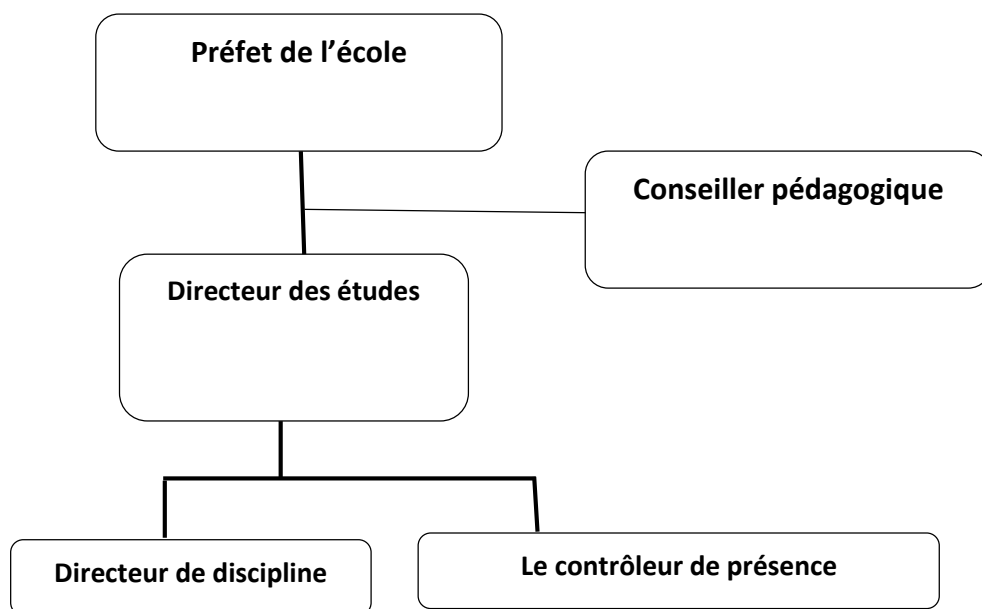 Préfet de l’école
Conseiller pédagogique
Directeur des études
Directeur de discipline
Le contrôleur de présence